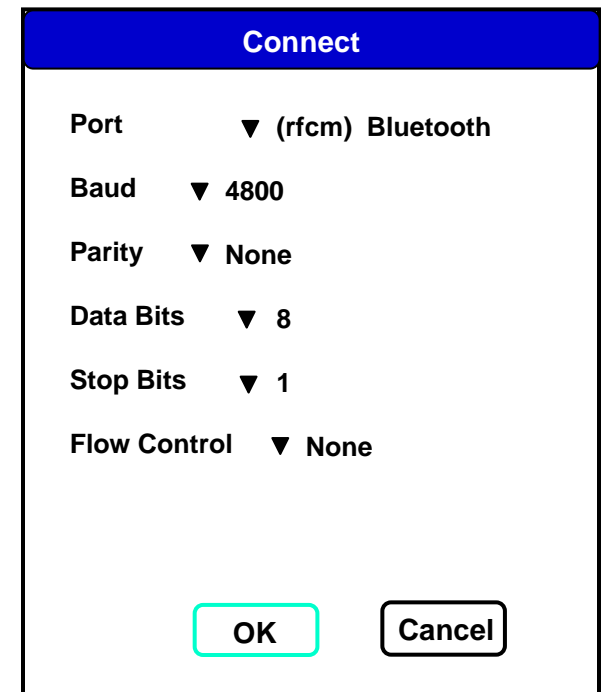 Connect
Port ▼ (rfcm) Bluetooth
Baud ▼ 4800
Parity ▼ None
Data Bits ▼ 8
Stop Bits ▼ 1
Flow Control ▼ None
OK Cancel